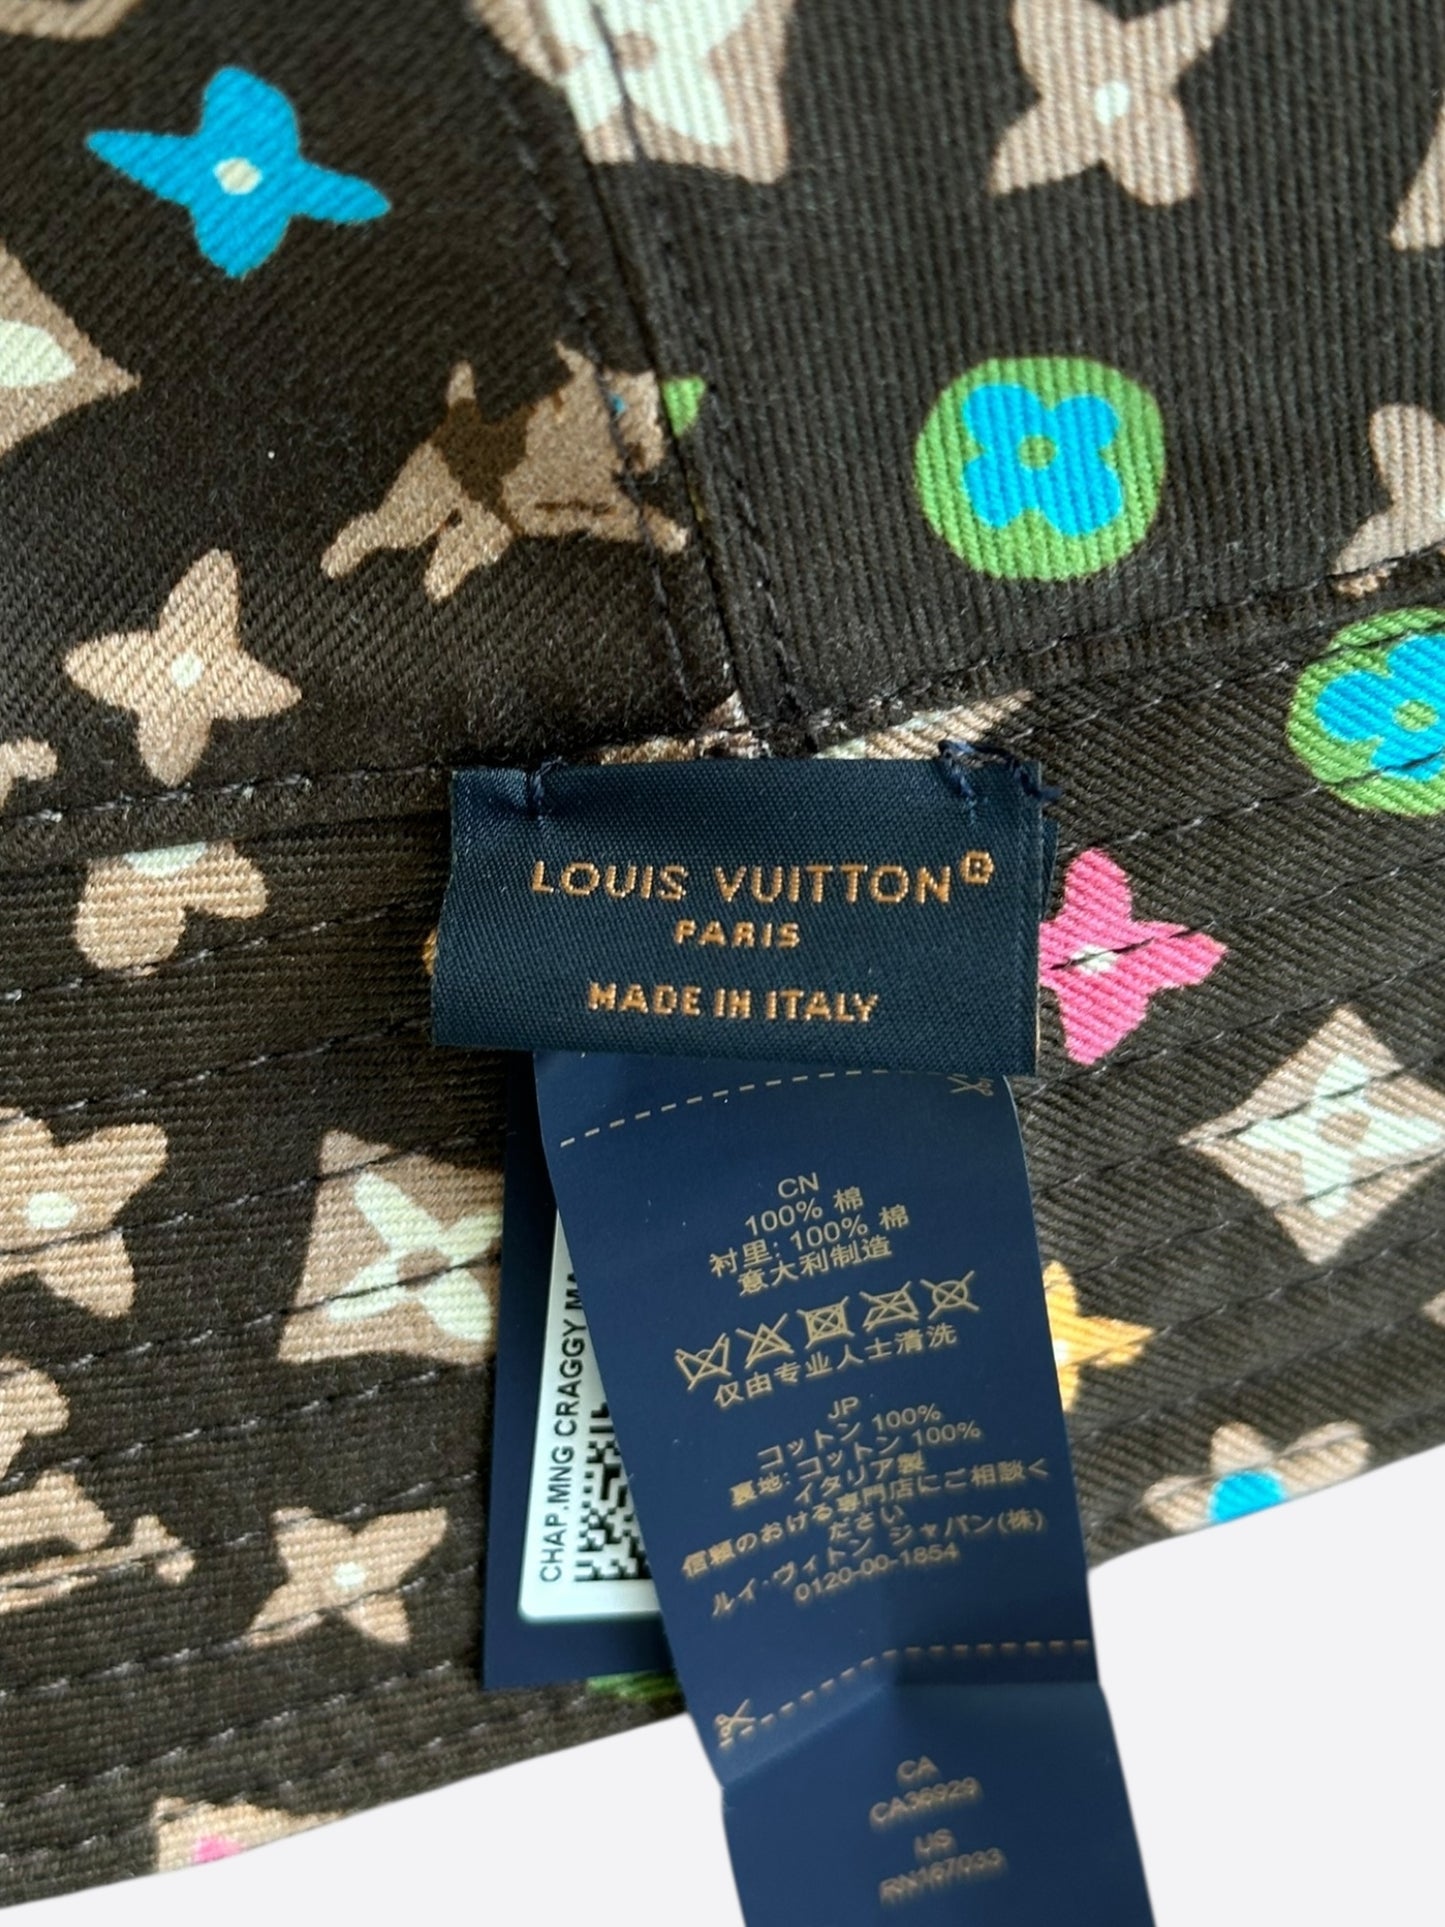 LOUIS VUITTON®
PARIS
MADE IN ITALY
CN
100% 棉
衬里: 100% 棉
意大利制造
仅由专业人士清洗
JP
コットン 100%
裏地: コットン 100%
イタリア製
信頼のおける専門店にご相談く
ださい
ルイ・ヴィトン ジャパン(株)
0120-00-1854
CA
CA36929
US
RN167033
CHAP.MNG CRAGGY